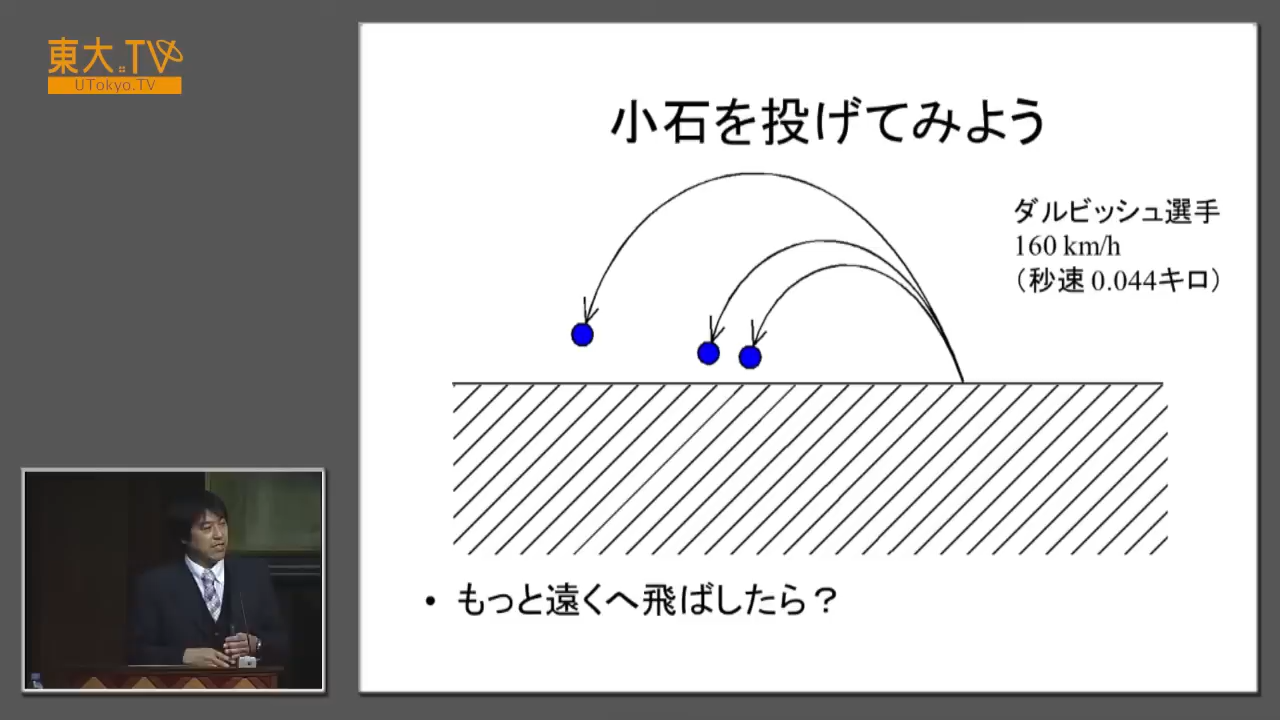 東大.TV
UTokyo.TV
小石を投げてみよう
ダルビッシュ選手
160 km/h
（秒速 0.044キロ）
• もっと遠くへ飛ばしたら？